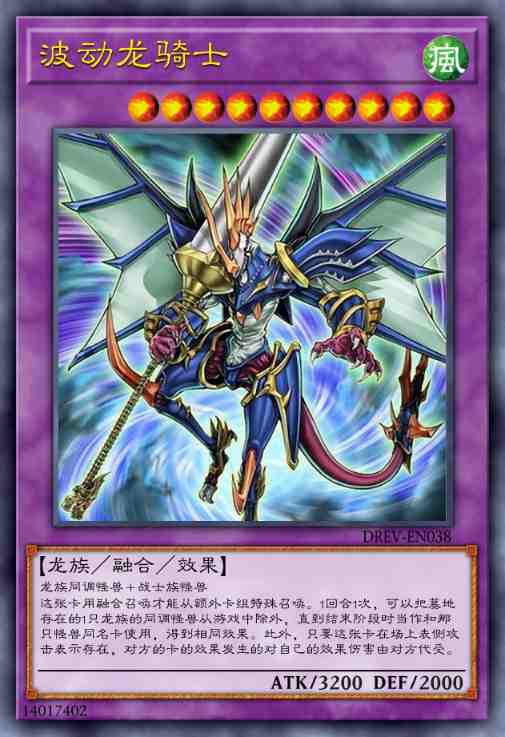 波动龙骑士
風
DREV-EN038
【龙族／融合／效果】
龙族同调怪兽＋战士族怪兽
这张卡用融合召唤才能从额外卡组特殊召唤。1回合1次，可以把墓地
存在的1只龙族的同调怪兽从游戏中除外，直到结束阶段时当作和那
只怪兽同名卡使用，得到相同效果。此外，只要这张卡在场上表侧攻
击表示存在，对方的卡的效果发生的对自己的效果伤害由对方代受。
ATK/3200 DEF/2000
14017402